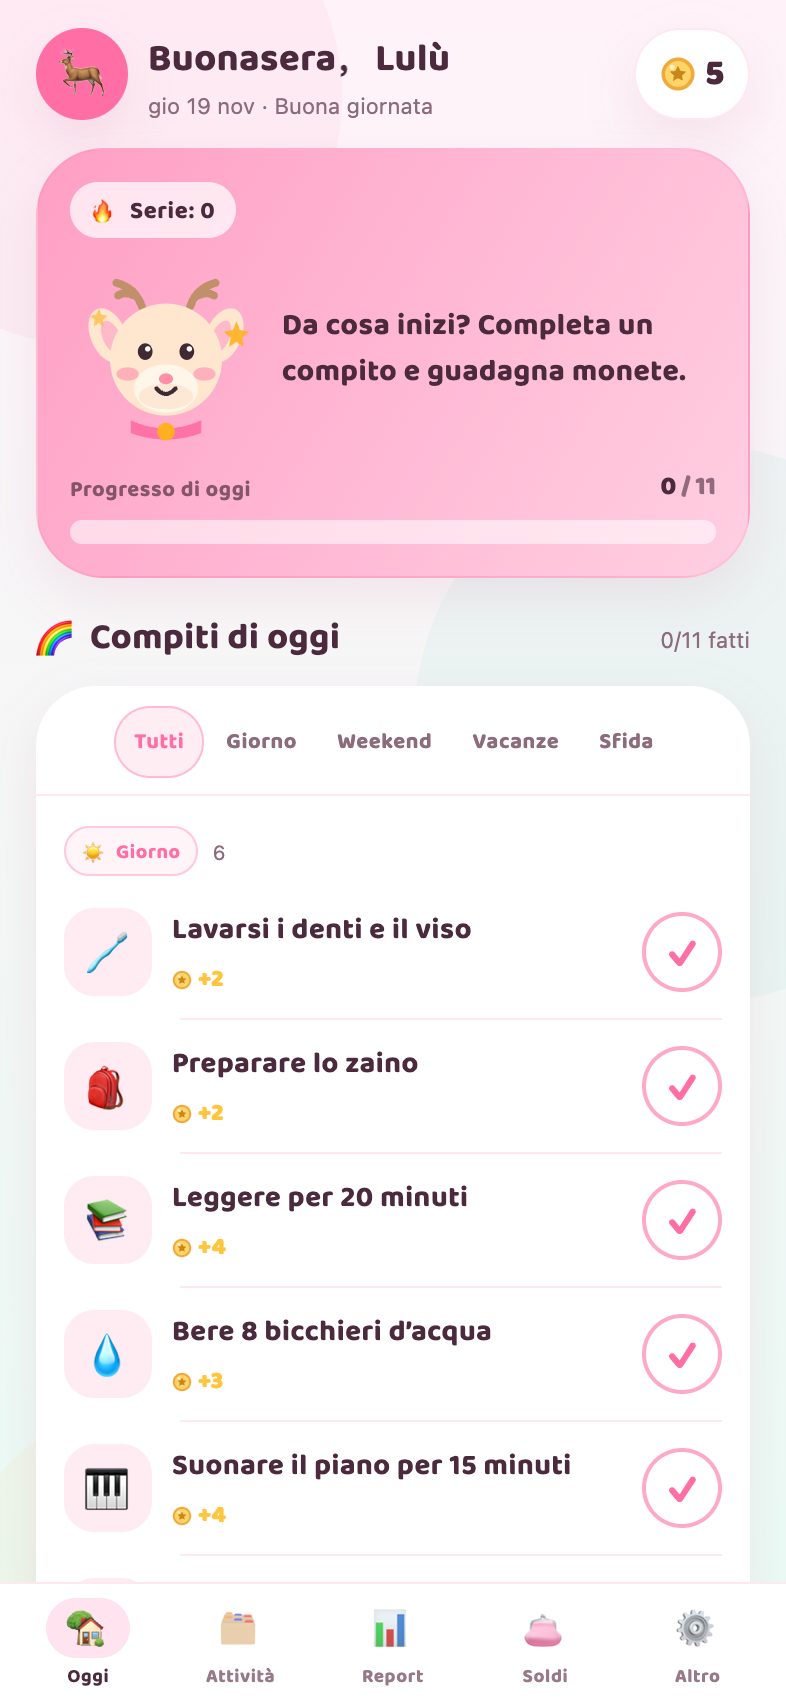 Buonasera, Lulù
gio 19 nov · Buona giornata
5
Serie: 0
Da cosa inizi? Completa un
compito e guadagna monete.
Progresso di oggi
0 / 11
Compiti di oggi
0/11 fatti
Tutti
Giorno
Weekend
Vacanze
Sfida
Giorno
6
Lavarsi i denti e il viso
+2
Preparare lo zaino
+2
Leggere per 20 minuti
+4
Bere 8 bicchieri d’acqua
+3
Suonare il piano per 15 minuti
+4
Oggi
Attività
Report
Soldi
Altro